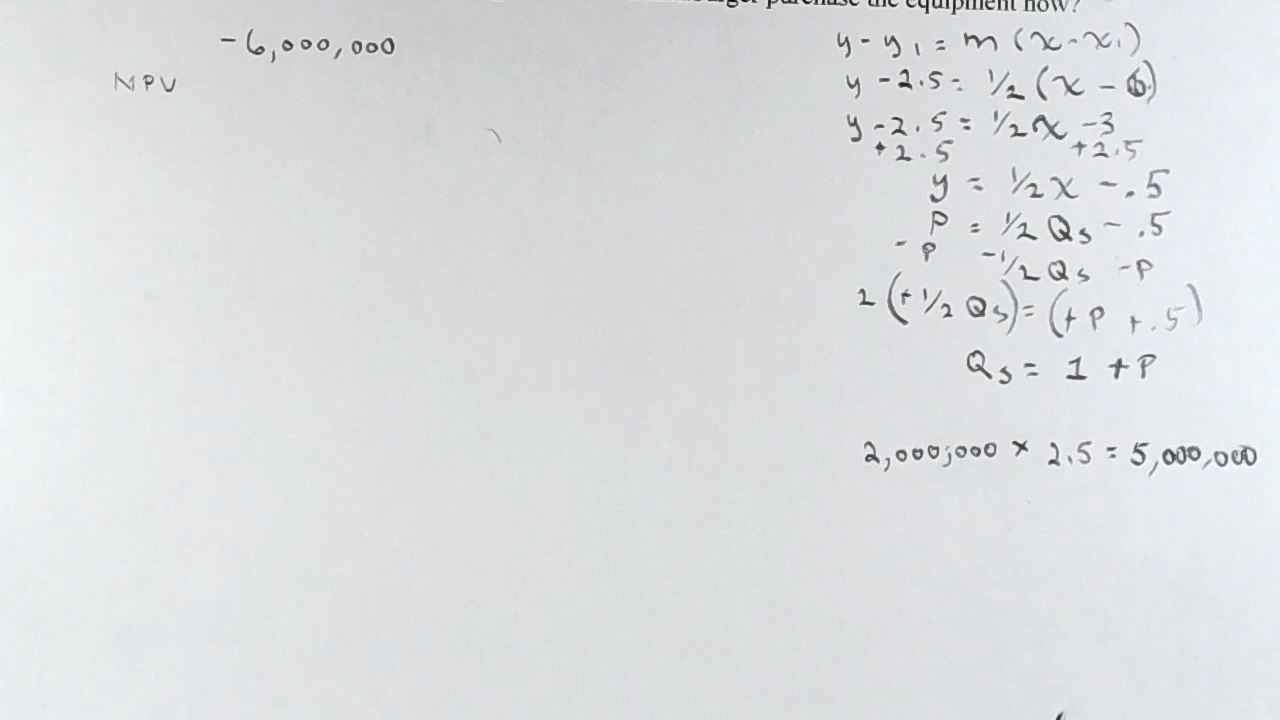 purchase the equipment now?
-6,000,000
NPV
y - y₁ = m (x - x₁)
y - 2.5 = 1/2 (x - 6)
y - 2.5 = 1/2 x - 3
+2.5 +2.5
y = 1/2 x - .5
P = 1/2 Qs - .5
- P -1/2 Qs -P
2 (+ 1/2 Qs) = (+ P + .5)
Qs = 1 + P
2,000,000 × 2.5 = 5,000,000